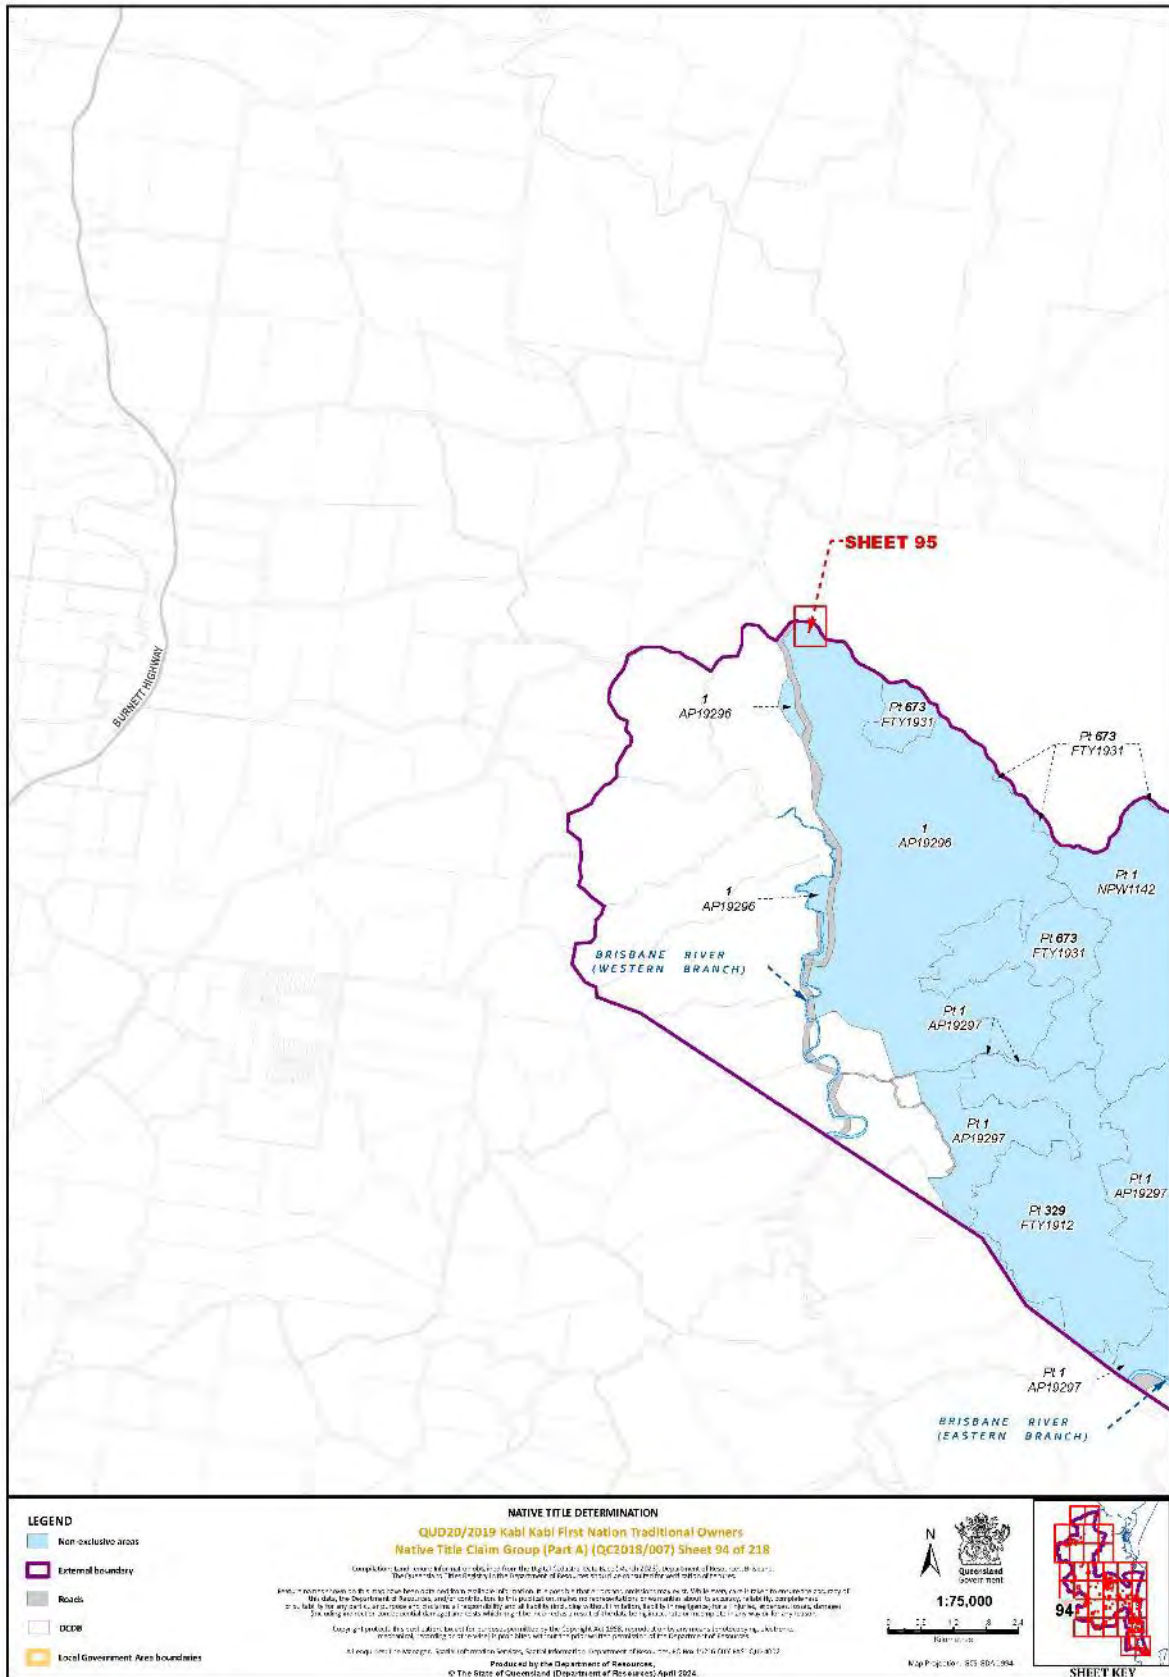 SHEET 95
BURNETT HIGHWAY
1
AP19296
Pt 673
FTY1931
Pt 673
FTY1931
1
AP19296
Pt 1
NPW1142
1
AP19296
Pt 673
FTY1931
BRISBANE RIVER
(WESTERN BRANCH)
Pt 1
AP19297
Pt 1
AP19297
Pt 1
AP19297
Pt 329
FTY1912
Pt 1
AP19297
BRISBANE RIVER
(EASTERN BRANCH)
LEGEND
Non-exclusive areas
External boundary
Roads
DCDB
Local Government Area boundaries
NATIVE TITLE DETERMINATION
QUD20/2019 Kabi Kabi First Nation Traditional Owners
Native Title Claim Group (Part A) (QC2018/007) Sheet 94 of 218
Produced by the Department of Resources,
© The State of Queensland (Department of Resources) April 2024.
N
Queensland
Government
1:75,000
Kilometres
94
SHEET KEY